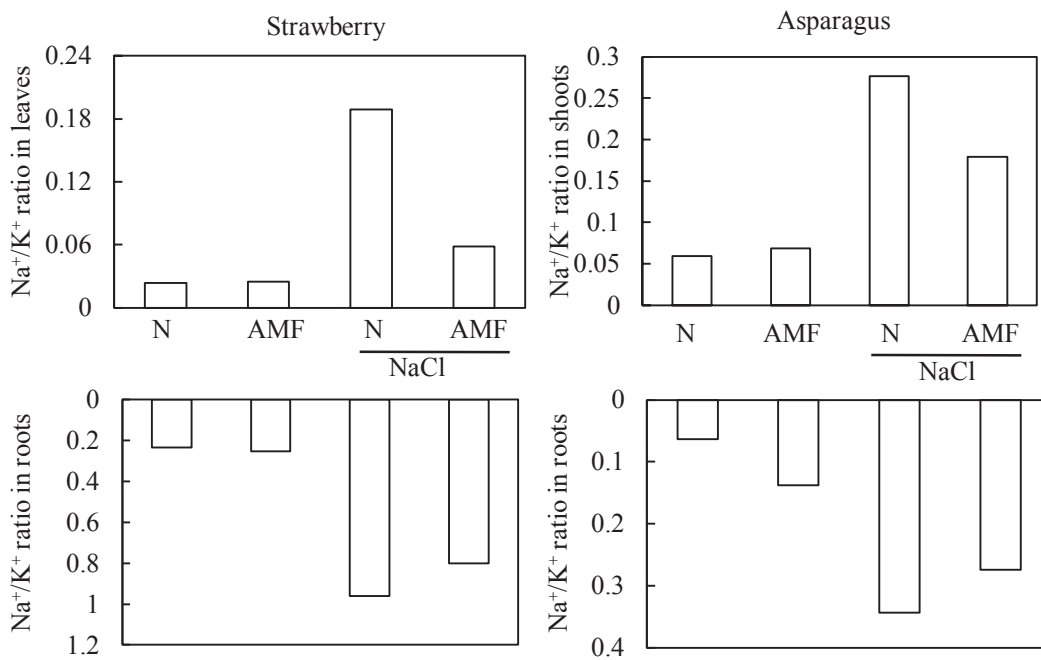 Strawberry
Na⁺/K⁺ ratio in leaves
0.24
0.18
0.12
0.06
0
N AMF N AMF
NaCl
Asparagus
Na⁺/K⁺ ratio in shoots
0.3
0.25
0.2
0.15
0.1
0.05
0
N AMF N AMF
NaCl
Na⁺/K⁺ ratio in roots
0
0.2
0.4
0.6
0.8
1
1.2
Na⁺/K⁺ ratio in roots
0
0.1
0.2
0.3
0.4